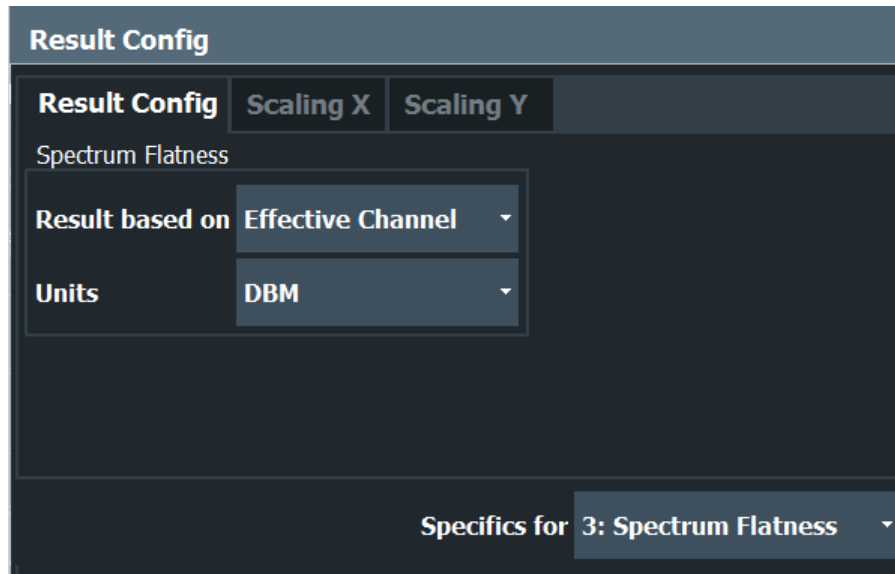 Result Config
Result Config Scaling X Scaling Y
Spectrum Flatness
Result based on Effective Channel
Units DBM
Specifics for 3: Spectrum Flatness